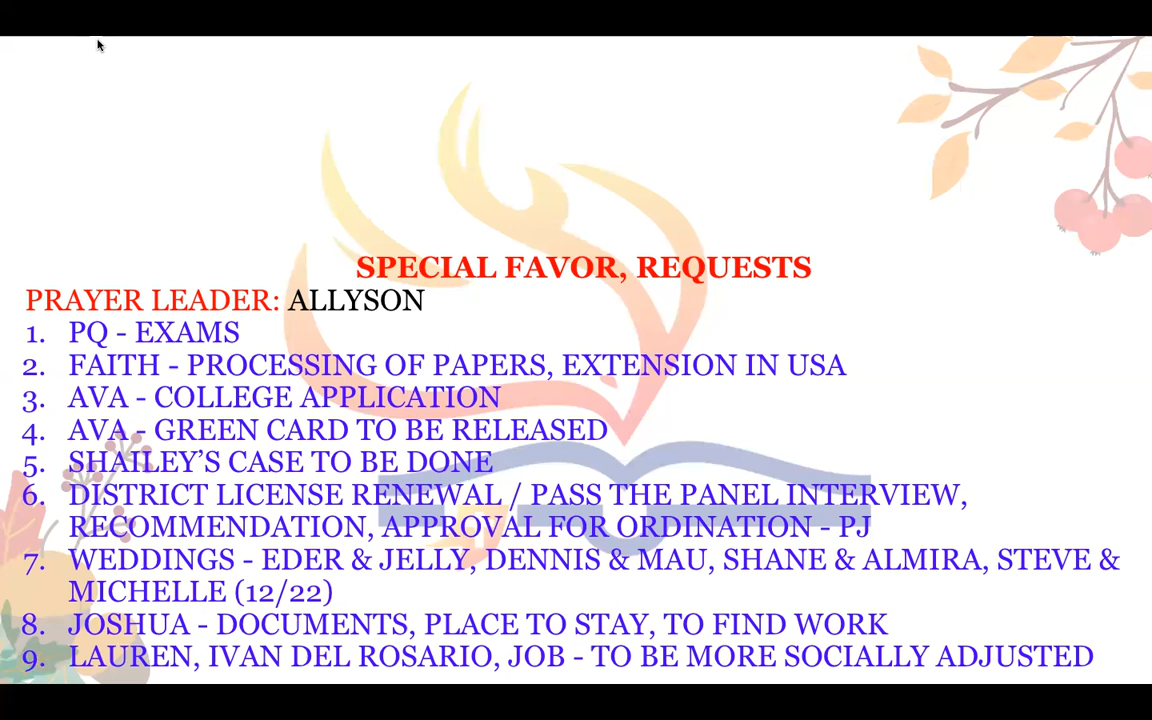 SPECIAL FAVOR, REQUESTS
PRAYER LEADER: ALLYSON
1. PQ - EXAMS
2. FAITH - PROCESSING OF PAPERS, EXTENSION IN USA
3. AVA - COLLEGE APPLICATION
4. AVA - GREEN CARD TO BE RELEASED
5. SHAILEY'S CASE TO BE DONE
6. DISTRICT LICENSE RENEWAL / PASS THE PANEL INTERVIEW,
RECOMMENDATION, APPROVAL FOR ORDINATION - PJ
7. WEDDINGS - EDER & JELLY, DENNIS & MAU, SHANE & ALMIRA, STEVE &
MICHELLE (12/22)
8. JOSHUA - DOCUMENTS, PLACE TO STAY, TO FIND WORK
9. LAUREN, IVAN DEL ROSARIO, JOB - TO BE MORE SOCIALLY ADJUSTED